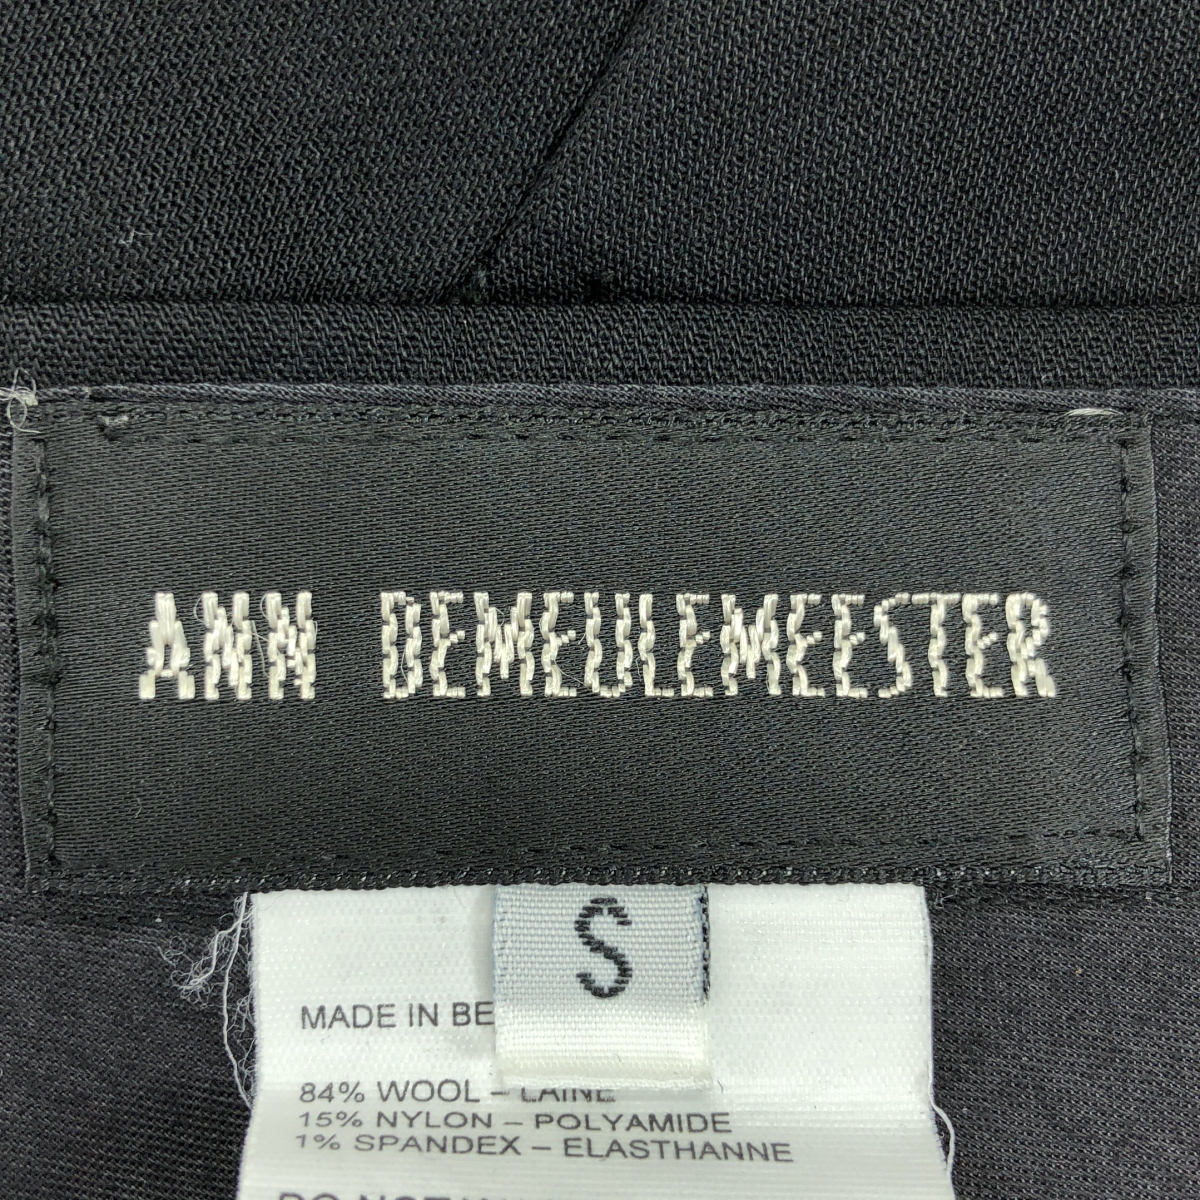 ANN DEMEULEMEESTER
S
MADE IN BE
84% WOOL – LAINE
15% NYLON – POLYAMIDE
1% SPANDEX – ELASTHANNE